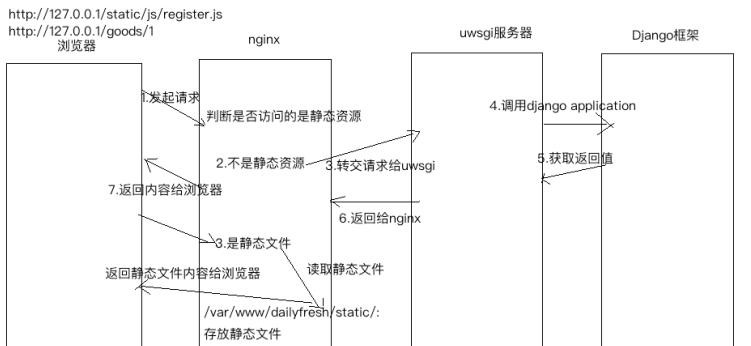 http://127.0.0.1/static/js/register.js
http://127.0.0.1/goods/1
浏览器
nginx
uwsgi服务器
Django框架
1.发起请求
判断是否访问的是静态资源
4.调用django application
2.不是静态资源
3.转交请求给uwsgi
5.获取返回值
7.返回内容给浏览器
6.返回给nginx
3.是静态文件
返回静态文件内容给浏览器
读取静态文件
/var/www/dailyfresh/static/:
存放静态文件